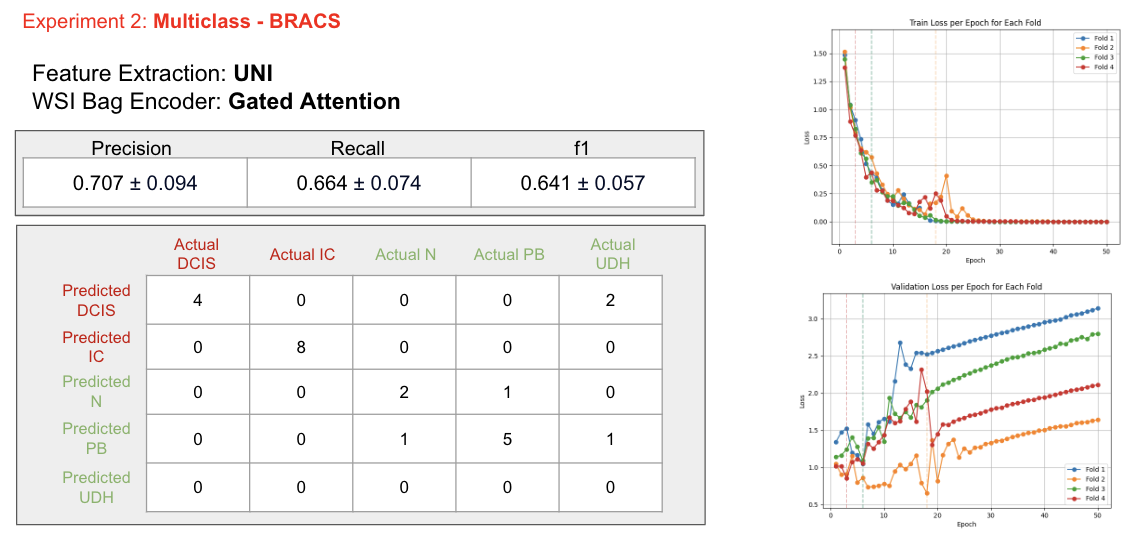 Experiment 2: Multiclass - BRACS
Feature Extraction: UNI
WSI Bag Encoder: Gated Attention
Precision Recall f1
0.707 ± 0.094 0.664 ± 0.074 0.641 ± 0.057
Actual DCIS Actual IC Actual N Actual PB Actual UDH
Predicted DCIS 4 0 0 0 2
Predicted IC 0 8 0 0 0
Predicted N 0 0 2 1 0
Predicted PB 0 0 1 5 1
Predicted UDH 0 0 0 0 0
Train Loss per Epoch for Each Fold
Fold 1
Fold 2
Fold 3
Fold 4
1.50
1.25
1.00
0.75
0.50
0.25
0.00
Loss
0 10 20 30 40 50
Epoch
Validation Loss per Epoch for Each Fold
3.0
2.5
2.0
1.5
1.0
0.5
Loss
Fold 1
Fold 2
Fold 3
Fold 4
0 10 20 30 40 50
Epoch